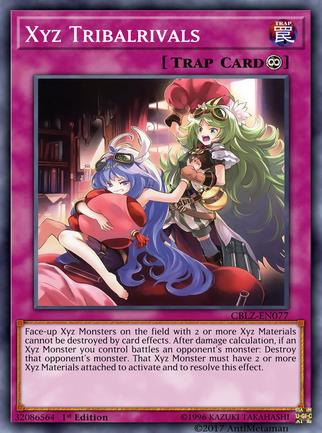 Xyz Tribalrivals
TRAP
罠
[Trap Card]
CBLZ-EN077
Face-up Xyz Monsters on the field with 2 or more Xyz Materials
cannot be destroyed by card effects. After damage calculation, if an
Xyz Monster you control battles an opponent's monster: Destroy
that opponent's monster. That Xyz Monster must have 2 or more
Xyz Materials attached to activate and to resolve this effect.
32086564 1st Edition ©1996 KAZUKI TAKAHASHI
©2017 AntiMetaman